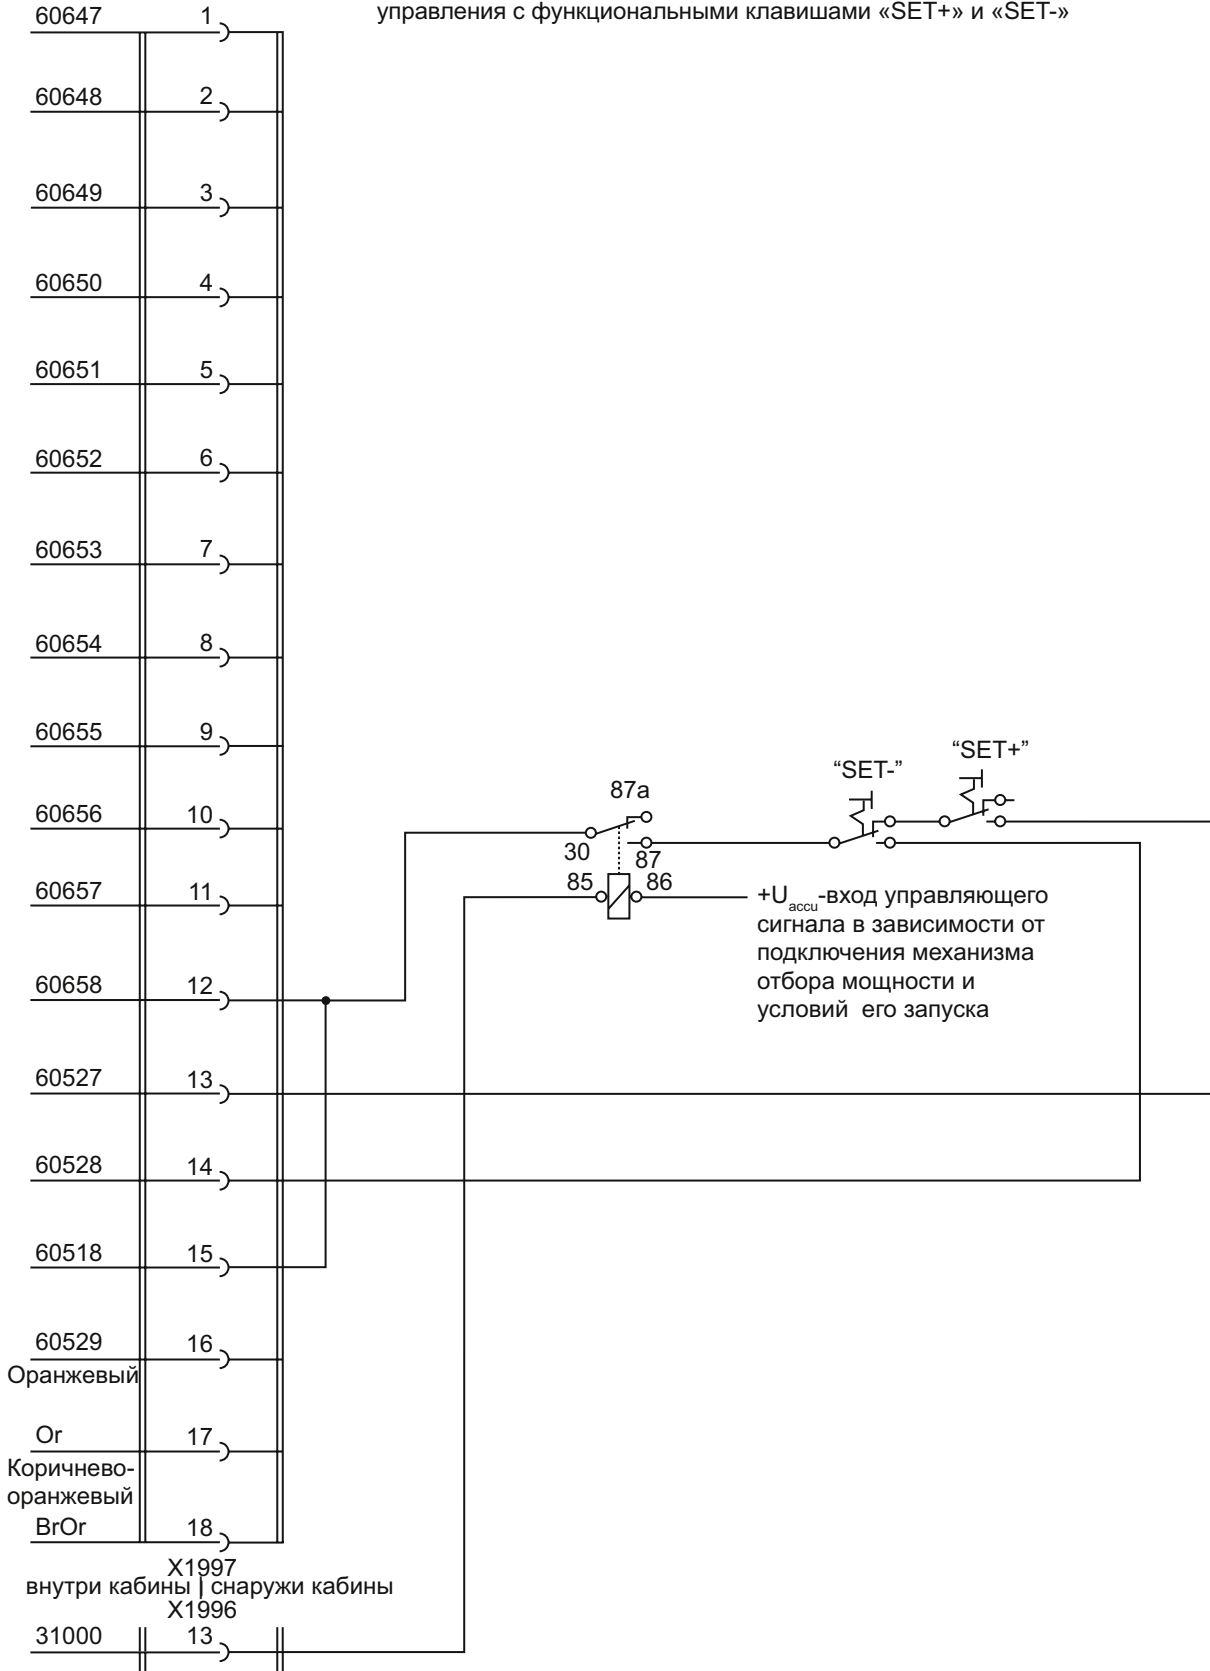 управления с функциональными клавишами «SET+» и «SET-»
60647 1
60648 2
60649 3
60650 4
60651 5
60652 6
60653 7
60654 8
60655 9
“SET-” “SET+”
87a
60656 10
30 87
85 86
60657 11
+Uaccu-вход управляющего
сигнала в зависимости от
подключения механизма
отбора мощности и
условий его запуска
60658 12
60527 13
60528 14
60518 15
60529 16
Оранжевый
Or 17
Коричнево-
оранжевый
BrOr 18
X1997
внутри кабины | снаружи кабины
X1996
31000 13